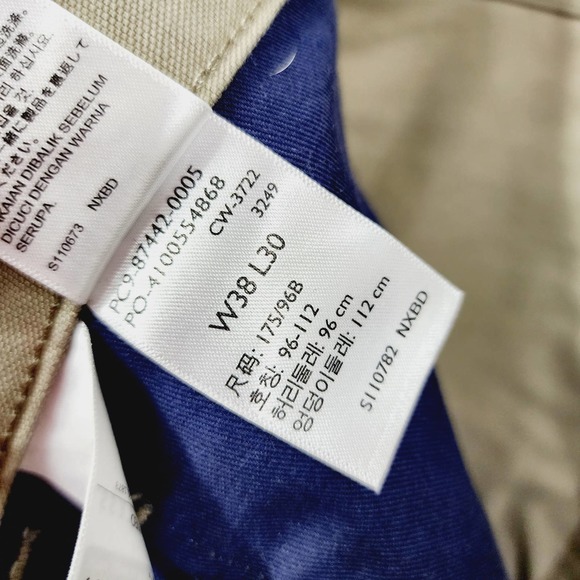 KAIAN DIBALIK SEBELUM
DICUCI DENGAN WARNA
SERUPA.
S110673 NXBD
PC9-87442-0005
PO-4100554868
CW-3722
3249
W38 L30
尺码: 175/96B
호칭: 96-112
허리둘레: 96 cm
엉덩이둘레: 112 cm
S110782 NXBD